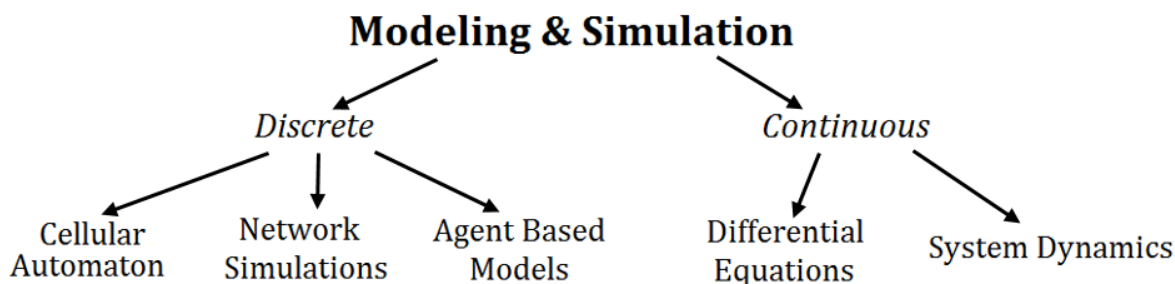 Modeling & Simulation
Discrete
Continuous
Cellular
Automaton
Network
Simulations
Agent Based
Models
Differential
Equations
System Dynamics